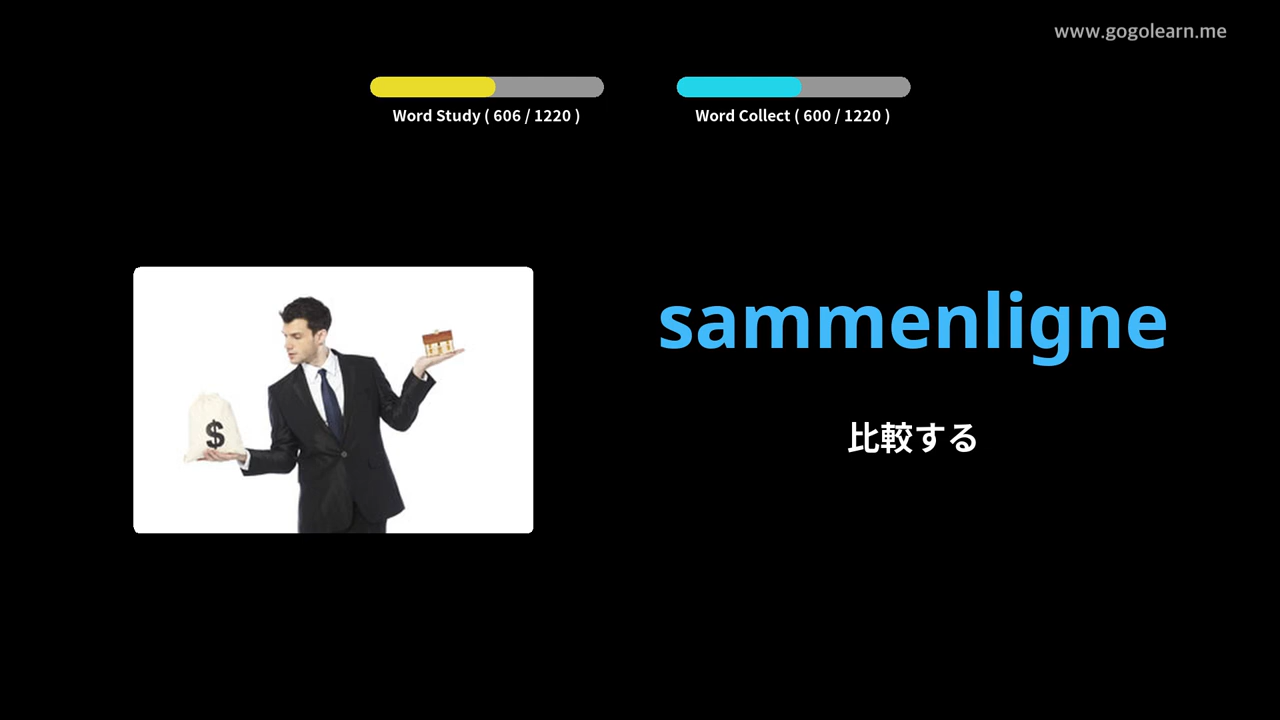 www.gogolearn.me
Word Study ( 606 / 1220 )
Word Collect ( 600 / 1220 )
sammenligne
比較する
$